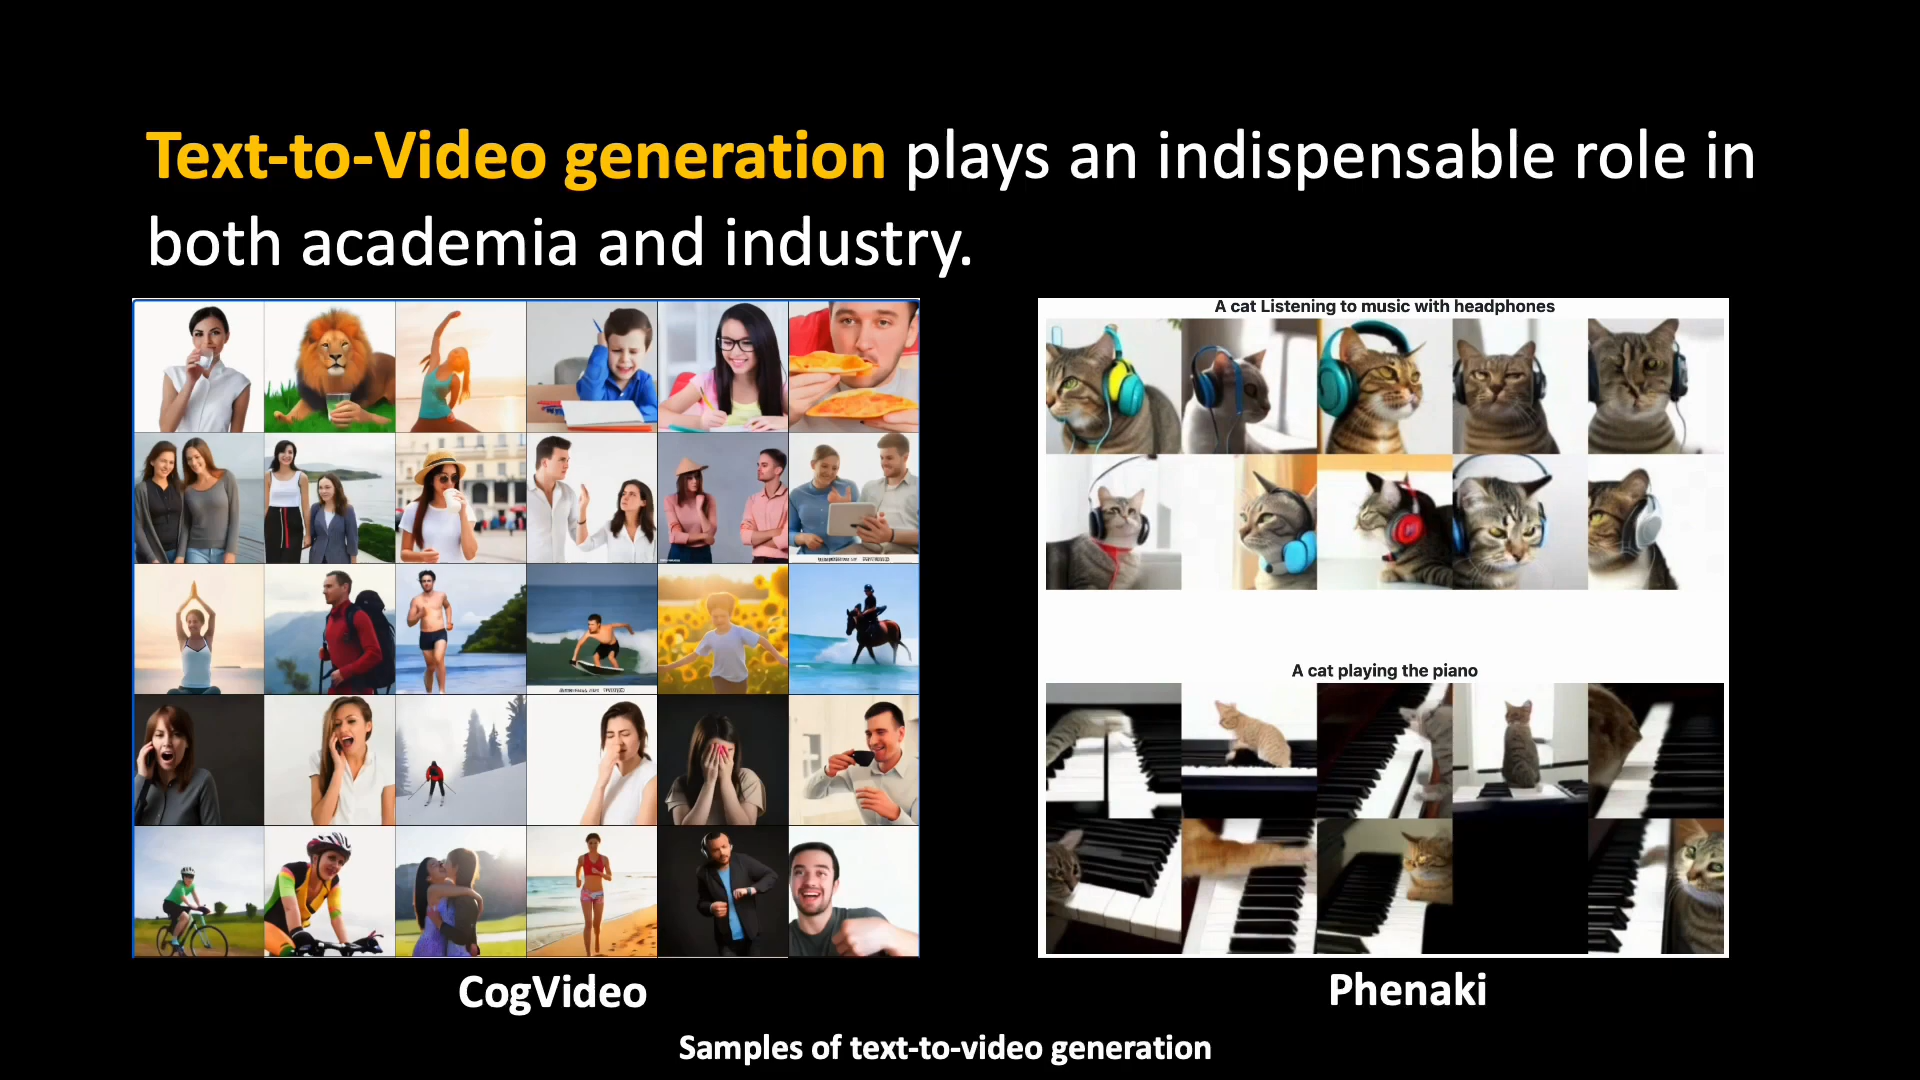 Text-to-Video generation plays an indispensable role in
both academia and industry.
A cat Listening to music with headphones
A cat playing the piano
CogVideo
Phenaki
Samples of text-to-video generation